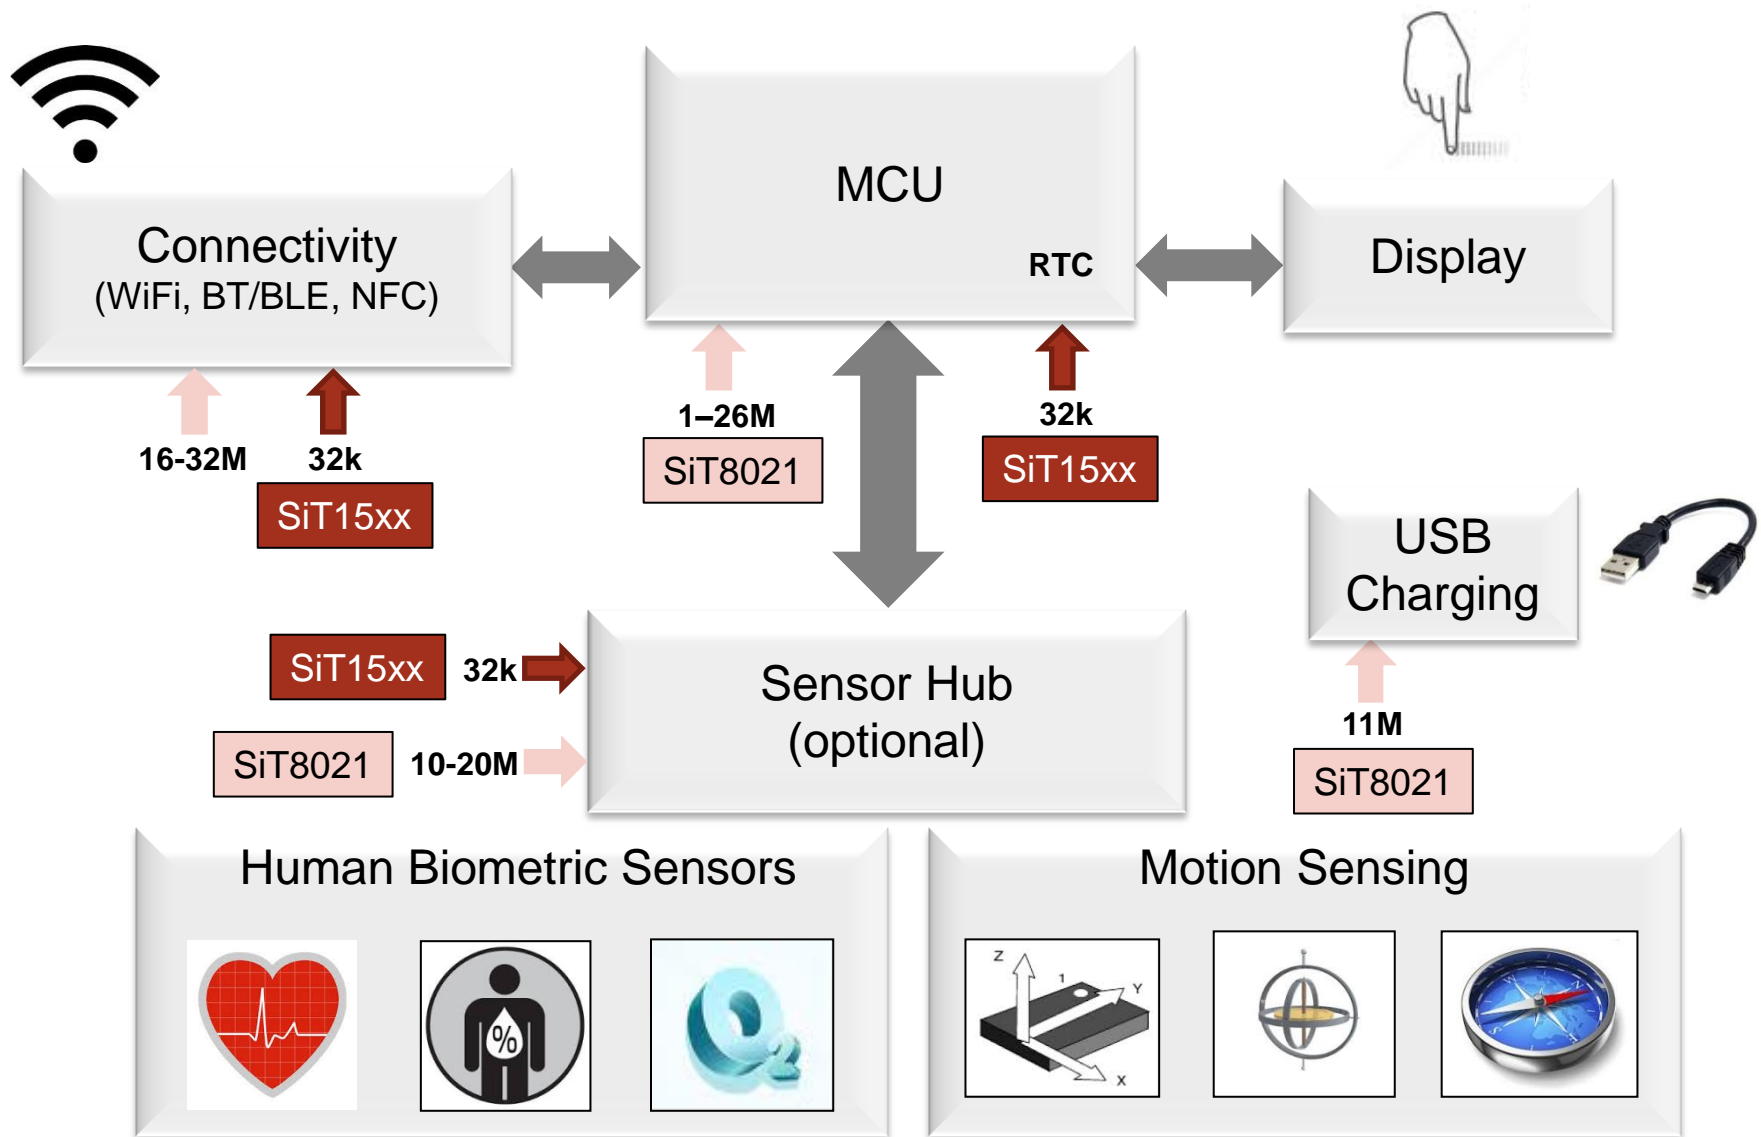 MCU
RTC
Connectivity
(WiFi, BT/BLE, NFC)
Display
16-32M
32k
SiT15xx
1–26M
SiT8021
32k
SiT15xx
USB
Charging
11M
SiT8021
SiT15xx
32k
SiT8021
10-20M
Sensor Hub
(optional)
Human Biometric Sensors
%
O2
Motion Sensing
Z
1
Y
X
N
W
S